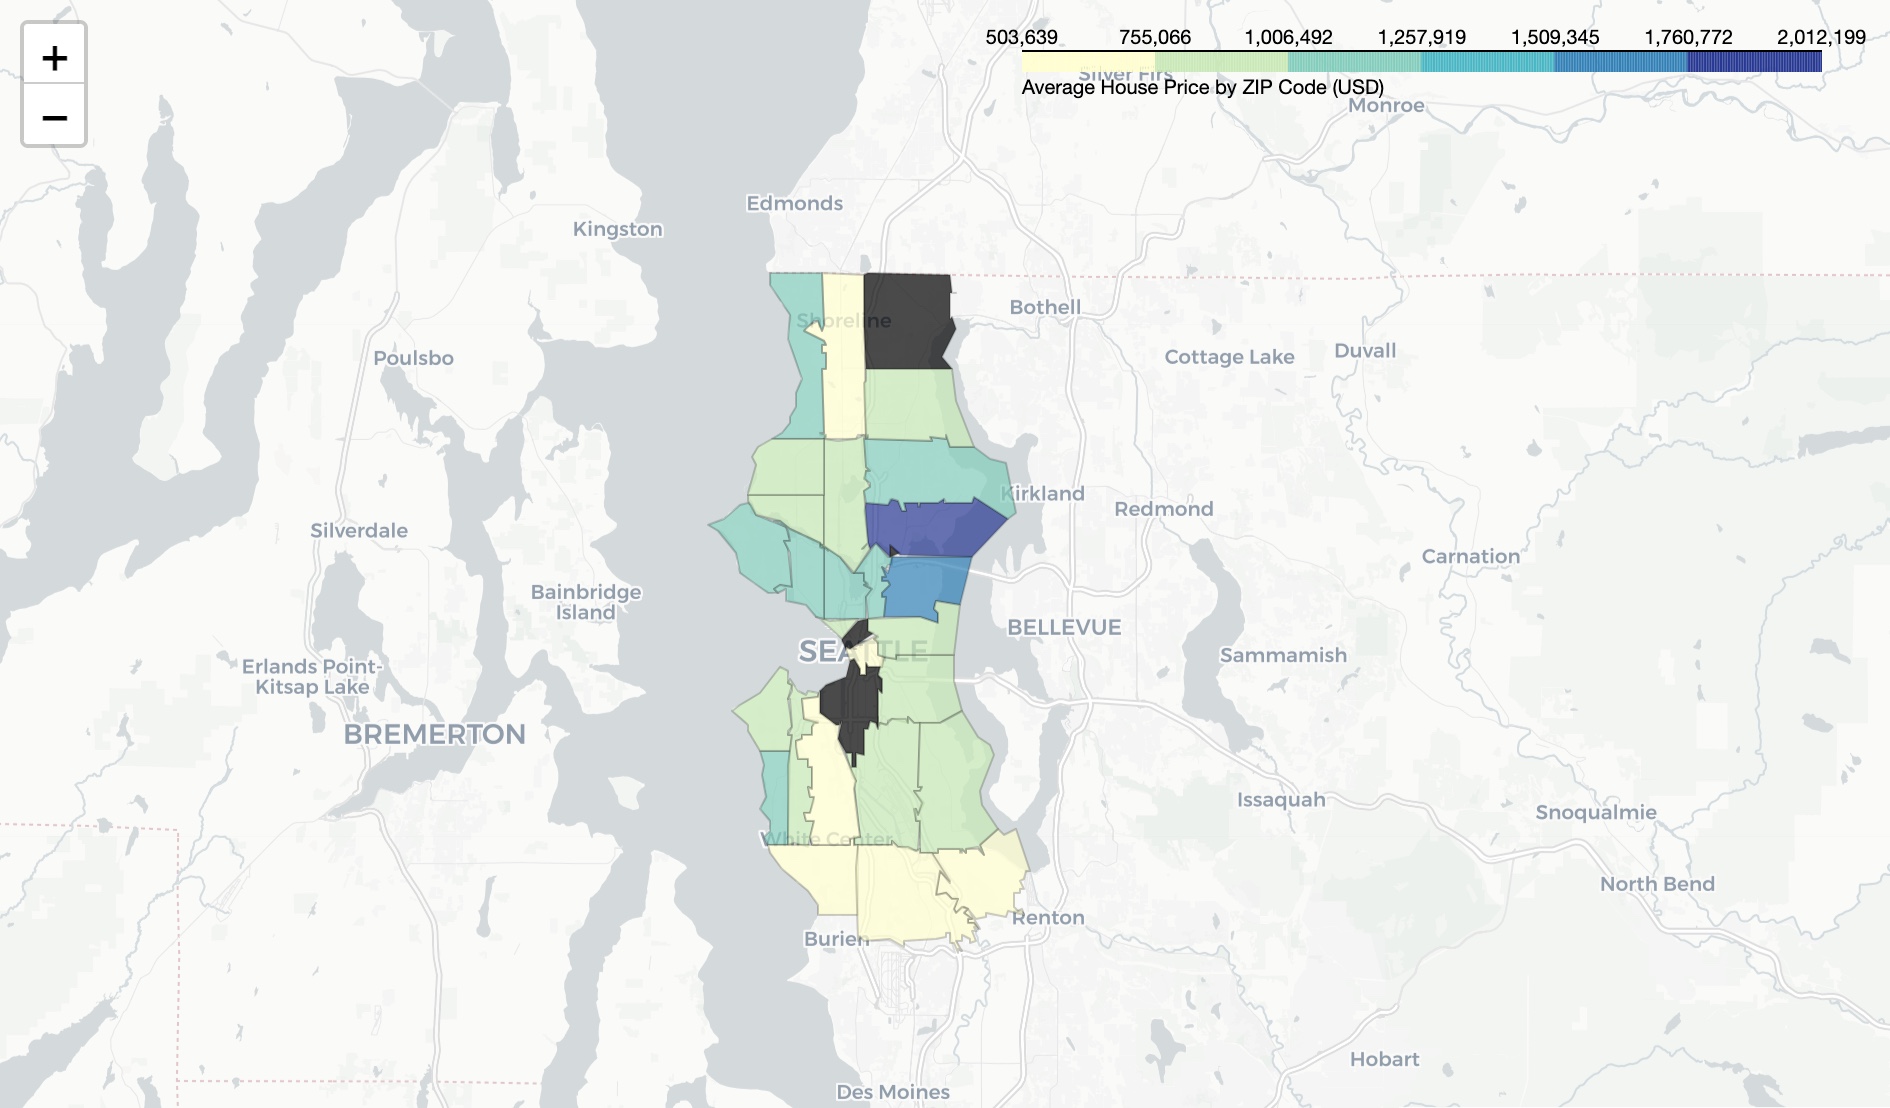 +
−
503,639 755,066 1,006,492 1,257,919 1,509,345 1,760,772 2,012,199
Silver Firs
Average House Price by ZIP Code (USD)
Monroe
Edmonds
Kingston
Bothell
Shoreline
Poulsbo
Cottage Lake
Duvall
Kirkland
Redmond
Silverdale
Carnation
Bainbridge
Island
BELLEVUE
SEATTLE
Sammamish
Erlands Point-
Kitsap Lake
BREMERTON
Issaquah
Snoqualmie
White Center
North Bend
Renton
Burien
Hobart
Des Moines